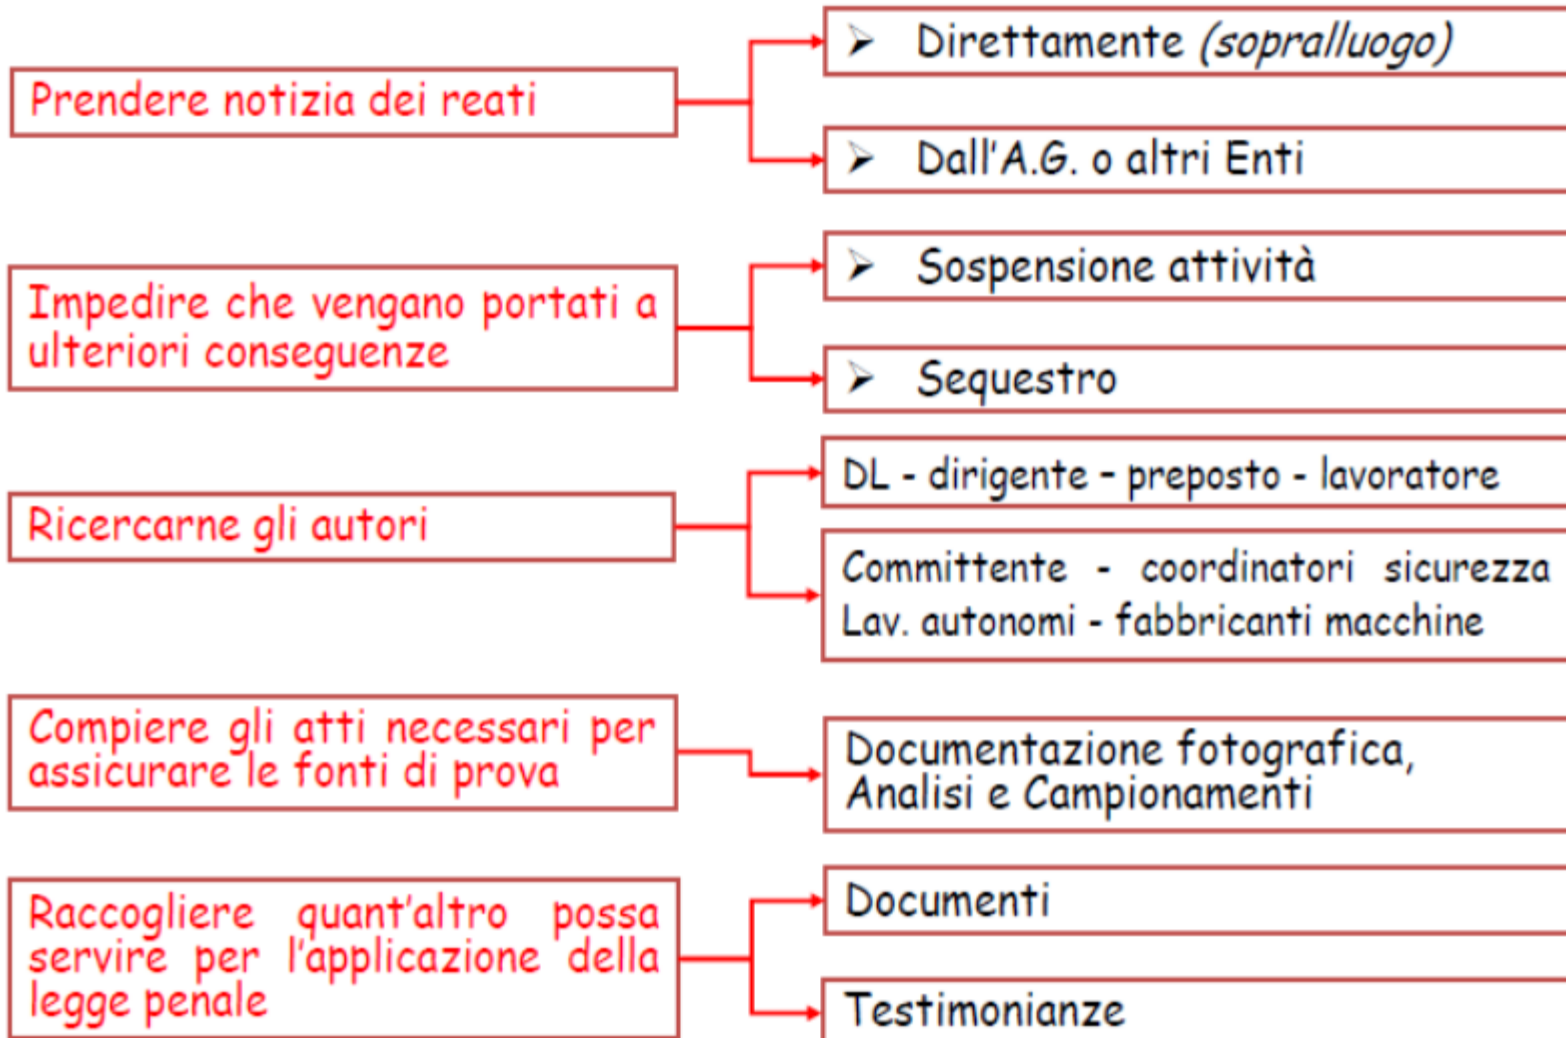 Prendere notizia dei reati
➢ Direttamente (sopralluogo)
➢ Dall'A.G. o altri Enti
Impedire che vengano portati a
ulteriori conseguenze
➢ Sospensione attività
➢ Sequestro
Ricercarne gli autori
DL - dirigente - preposto - lavoratore
Committente - coordinatori sicurezza
Lav. autonomi - fabbricanti macchine
Compiere gli atti necessari per
assicurare le fonti di prova
Documentazione fotografica,
Analisi e Campionamenti
Raccogliere quant'altro possa
servire per l'applicazione della
legge penale
Documenti
Testimonianze